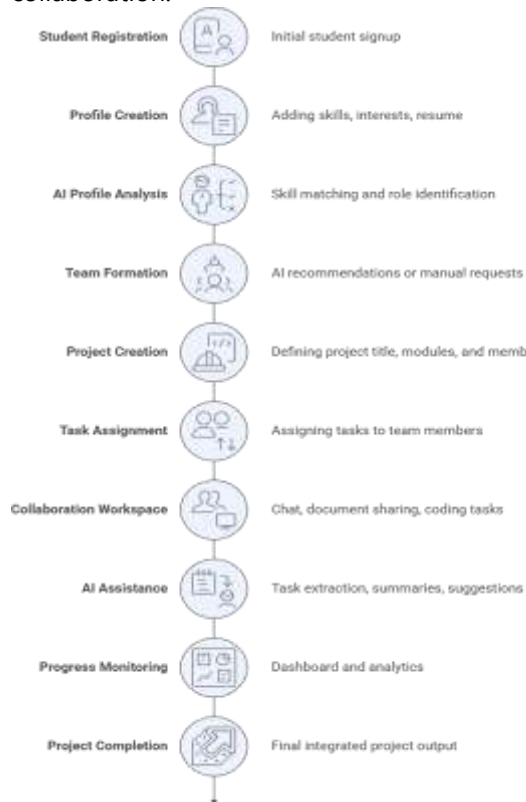 collaboration.
Student Registration
Initial student signup
Profile Creation
Adding skills, interests, resume
AI Profile Analysis
Skill matching and role identification
Team Formation
AI recommendations or manual requests
Project Creation
Defining project title, modules, and memb
Task Assignment
Assigning tasks to team members
Collaboration Workspace
Chat, document sharing, coding tasks
AI Assistance
Task extraction, summaries, suggestions
Progress Monitoring
Dashboard and analytics
Project Completion
Final integrated project output